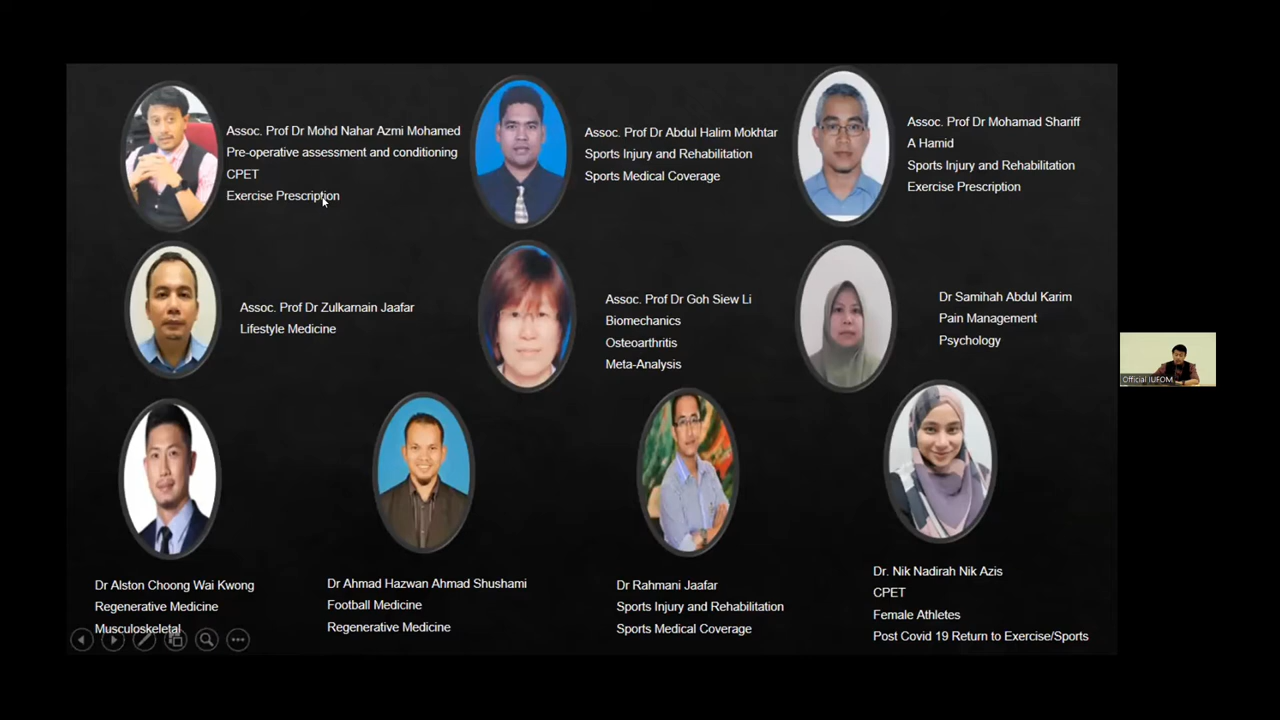 Assoc. Prof Dr Mohd Nahar Azmi Mohamed
Pre-operative assessment and conditioning
CPET
Exercise Prescription
Assoc. Prof Dr Abdul Halim Mokhtar
Sports Injury and Rehabilitation
Sports Medical Coverage
Assoc. Prof Dr Mohamad Shariff
A Hamid
Sports Injury and Rehabilitation
Exercise Prescription
Assoc. Prof Dr Zulkarnain Jaafar
Lifestyle Medicine
Assoc. Prof Dr Goh Siew Li
Biomechanics
Osteoarthritis
Meta-Analysis
Dr Samihah Abdul Karim
Pain Management
Psychology
Official IUFOM
Dr Alston Choong Wai Kwong
Regenerative Medicine
Musculoskeletal
Dr Ahmad Hazwan Ahmad Shushami
Football Medicine
Regenerative Medicine
Dr Rahmani Jaafar
Sports Injury and Rehabilitation
Sports Medical Coverage
Dr. Nik Nadirah Nik Azis
CPET
Female Athletes
Post Covid 19 Return to Exercise/Sports